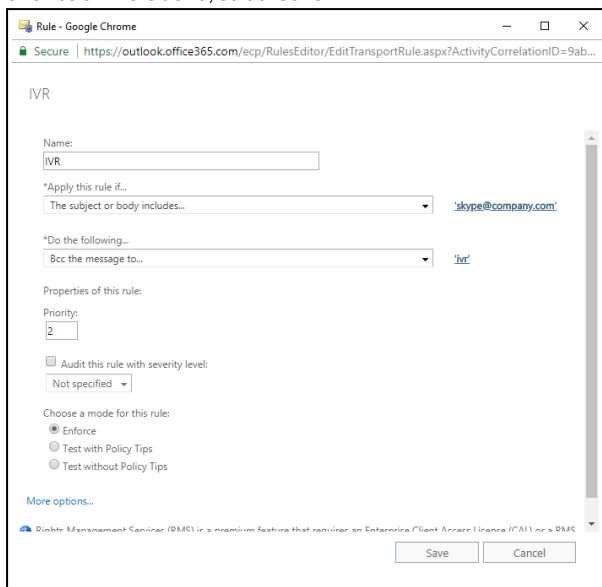 Rule - Google Chrome
Secure | https://outlook.office365.com/ecp/RulesEditor/EditTransportRule.aspx?ActivityCorrelationID=9ab...
IVR
Name:
IVR
*Apply this rule if...
The subject or body includes... 'skype@company.com'
*Do the following...
Bcc the message to... 'ivr'
Properties of this rule:
Priority:
2
Audit this rule with severity level:
Not specified
Choose a mode for this rule:
Enforce
Test with Policy Tips
Test without Policy Tips
More options...
Rights Management Services (RMS) is a premium feature that requires an Enterprise Client Access License (CAL) or a RMS
Save Cancel